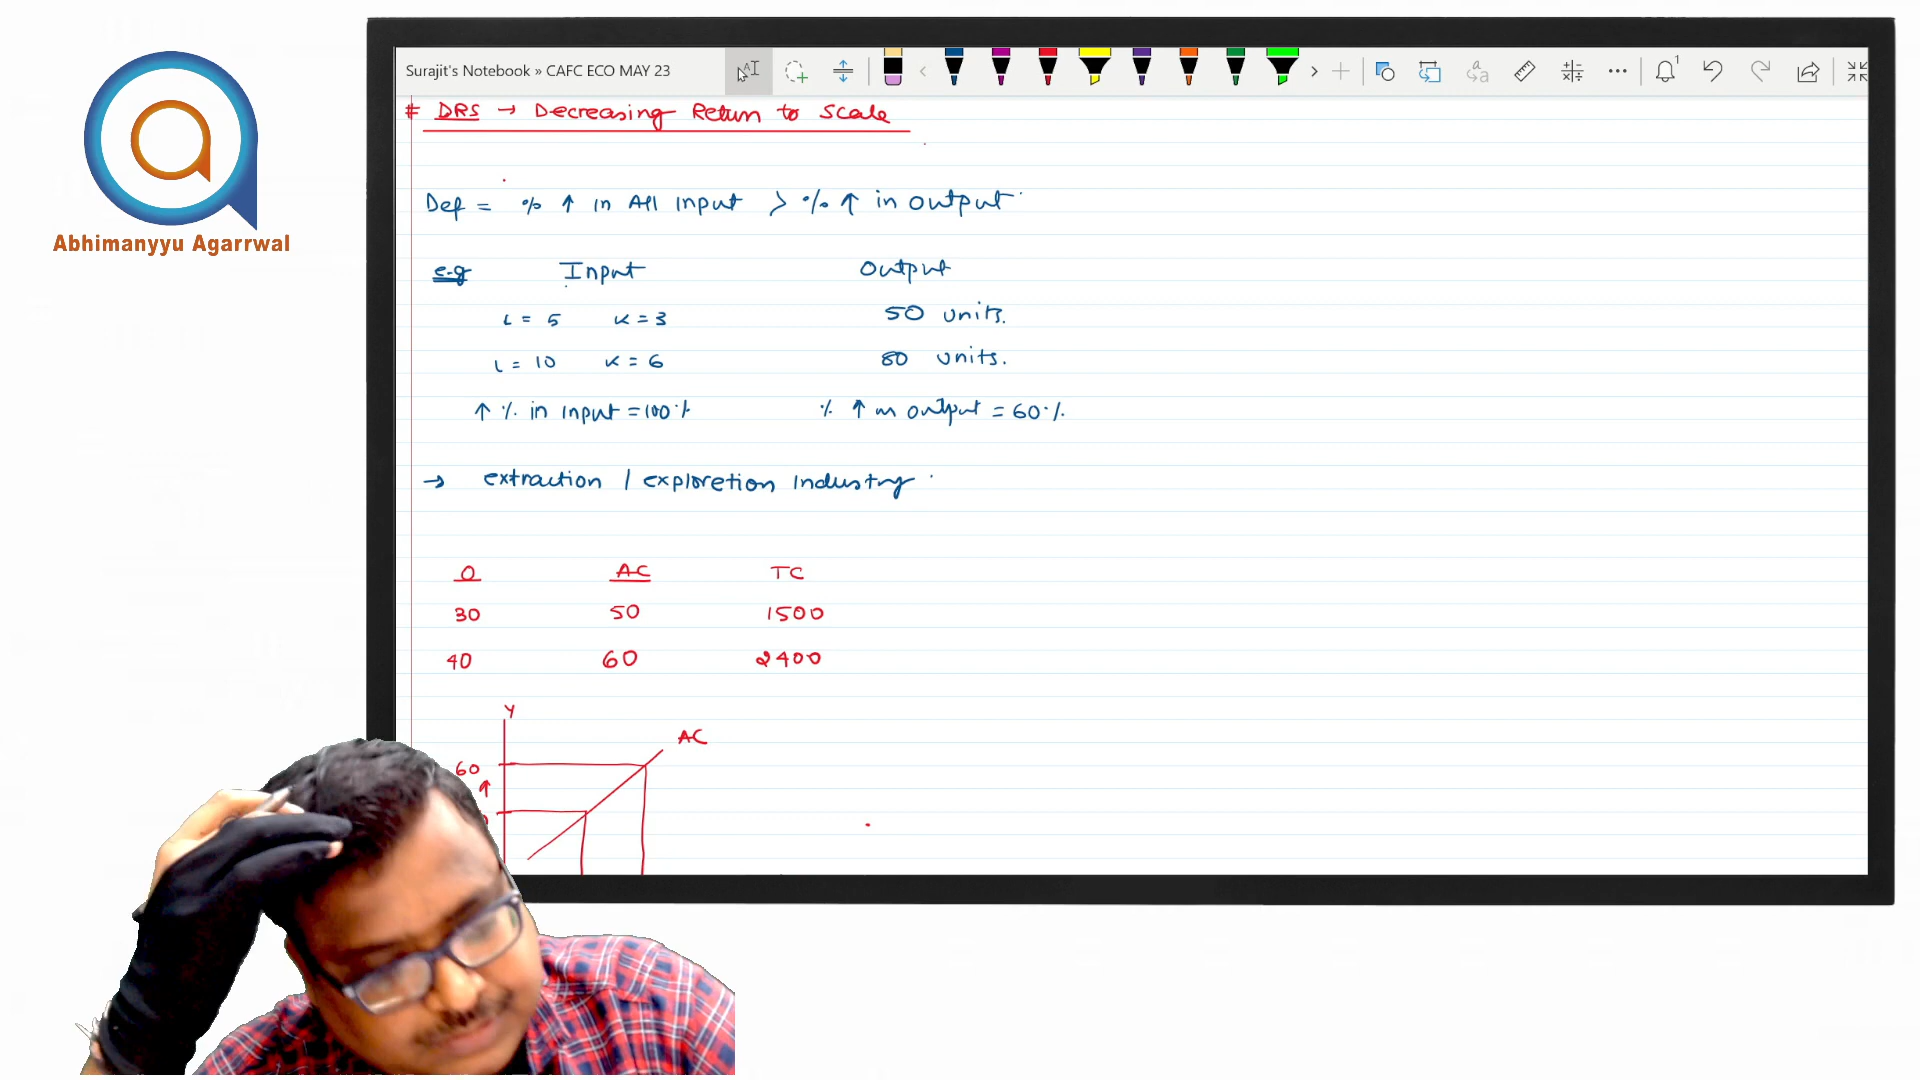 Surajit's Notebook » CAFC ECO MAY 23
# DRS → Decreasing Return to Scale
Def = % ↑ in All input > % ↑ in output
e.g Input Output
L = 5 K = 3 50 units.
L = 10 K = 6 80 units.
↑ % in input = 100% % ↑ in output = 60%
→ extraction / exploretion Industry
O AC TC
30 50 1500
40 60 2400
Y
AC
60
↑
Abhimanyyu Agarrwal